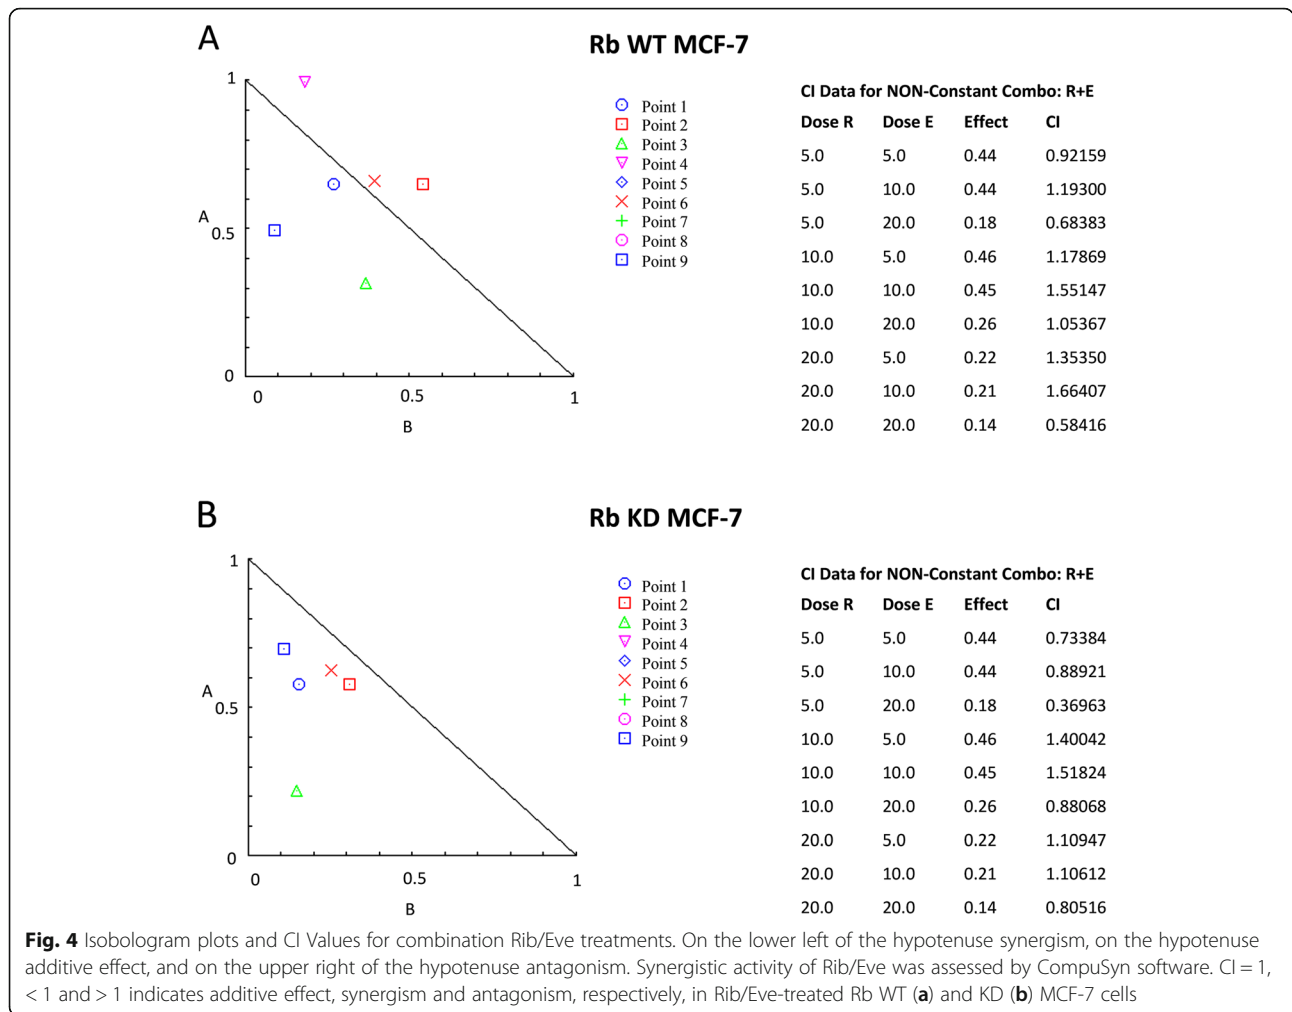 A
Rb WT MCF-7
1
A
0.5
0
0
0.5
1
B
Point 1
Point 2
Point 3
Point 4
Point 5
Point 6
Point 7
Point 8
Point 9
CI Data for NON-Constant Combo: R+E
Dose R Dose E Effect CI
5.0 5.0 0.44 0.92159
5.0 10.0 0.44 1.19300
5.0 20.0 0.18 0.68383
10.0 5.0 0.46 1.17869
10.0 10.0 0.45 1.55147
10.0 20.0 0.26 1.05367
20.0 5.0 0.22 1.35350
20.0 10.0 0.21 1.66407
20.0 20.0 0.14 0.58416
B
Rb KD MCF-7
1
A
0.5
0
0
0.5
1
B
Point 1
Point 2
Point 3
Point 4
Point 5
Point 6
Point 7
Point 8
Point 9
CI Data for NON-Constant Combo: R+E
Dose R Dose E Effect CI
5.0 5.0 0.44 0.73384
5.0 10.0 0.44 0.88921
5.0 20.0 0.18 0.36963
10.0 5.0 0.46 1.40042
10.0 10.0 0.45 1.51824
10.0 20.0 0.26 0.88068
20.0 5.0 0.22 1.10947
20.0 10.0 0.21 1.10612
20.0 20.0 0.14 0.80516
Fig. 4 Isobologram plots and CI Values for combination Rib/Eve treatments. On the lower left of the hypotenuse synergism, on the hypotenuse
additive effect, and on the upper right of the hypotenuse antagonism. Synergistic activity of Rib/Eve was assessed by CompuSyn software. CI = 1,
< 1 and > 1 indicates additive effect, synergism and antagonism, respectively, in Rib/Eve-treated Rb WT (a) and KD (b) MCF-7 cells